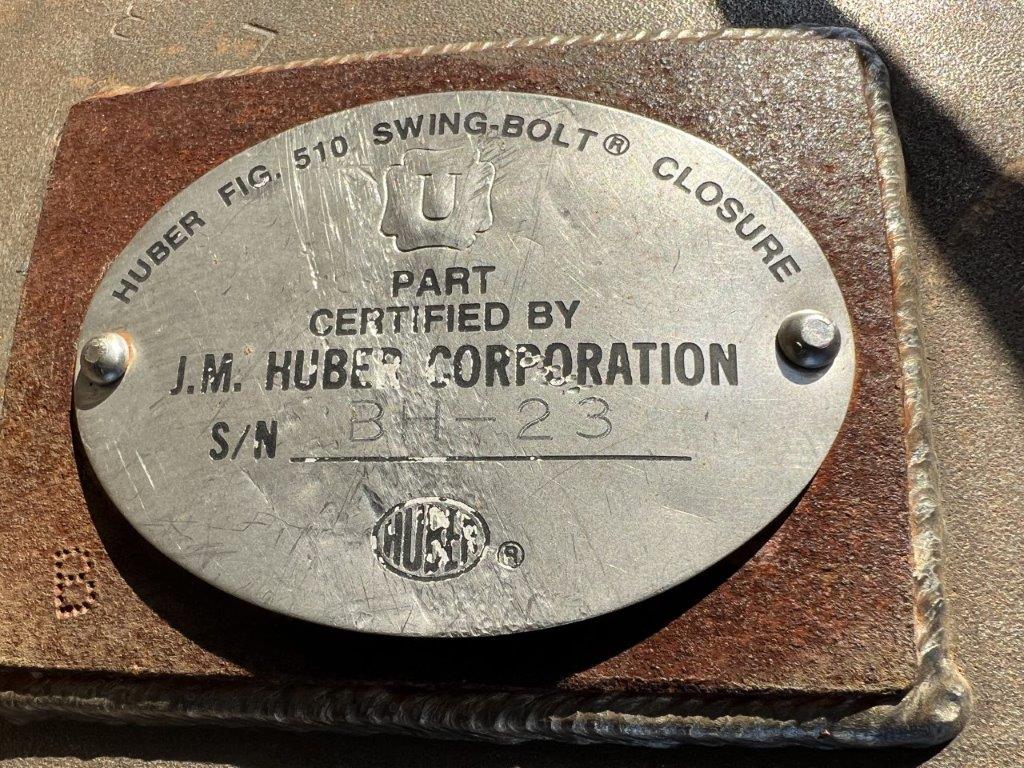 HUBER FIG. 510 SWING-BOLT® CLOSURE
U
PART
CERTIFIED BY
J.M. HUBER CORPORATION
S/N BH-23
HUBER ®
B